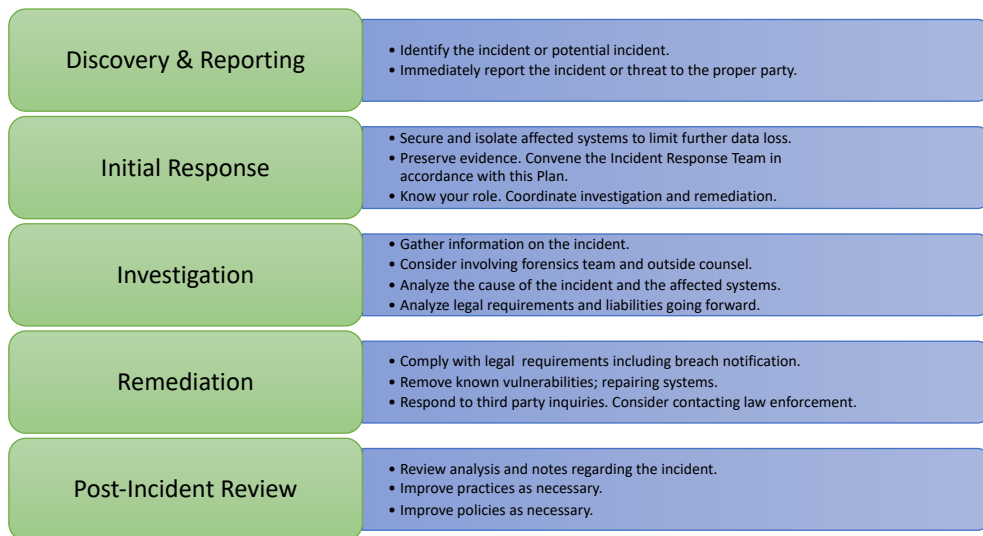 Discovery & Reporting
• Identify the incident or potential incident.
• Immediately report the incident or threat to the proper party.
Initial Response
• Secure and isolate affected systems to limit further data loss.
• Preserve evidence. Convene the Incident Response Team in
accordance with this Plan.
• Know your role. Coordinate investigation and remediation.
Investigation
• Gather information on the incident.
• Consider involving forensics team and outside counsel.
• Analyze the cause of the incident and the affected systems.
• Analyze legal requirements and liabilities going forward.
Remediation
• Comply with legal requirements including breach notification.
• Remove known vulnerabilities; repairing systems.
• Respond to third party inquiries. Consider contacting law enforcement.
Post-Incident Review
• Review analysis and notes regarding the incident.
• Improve practices as necessary.
• Improve policies as necessary.